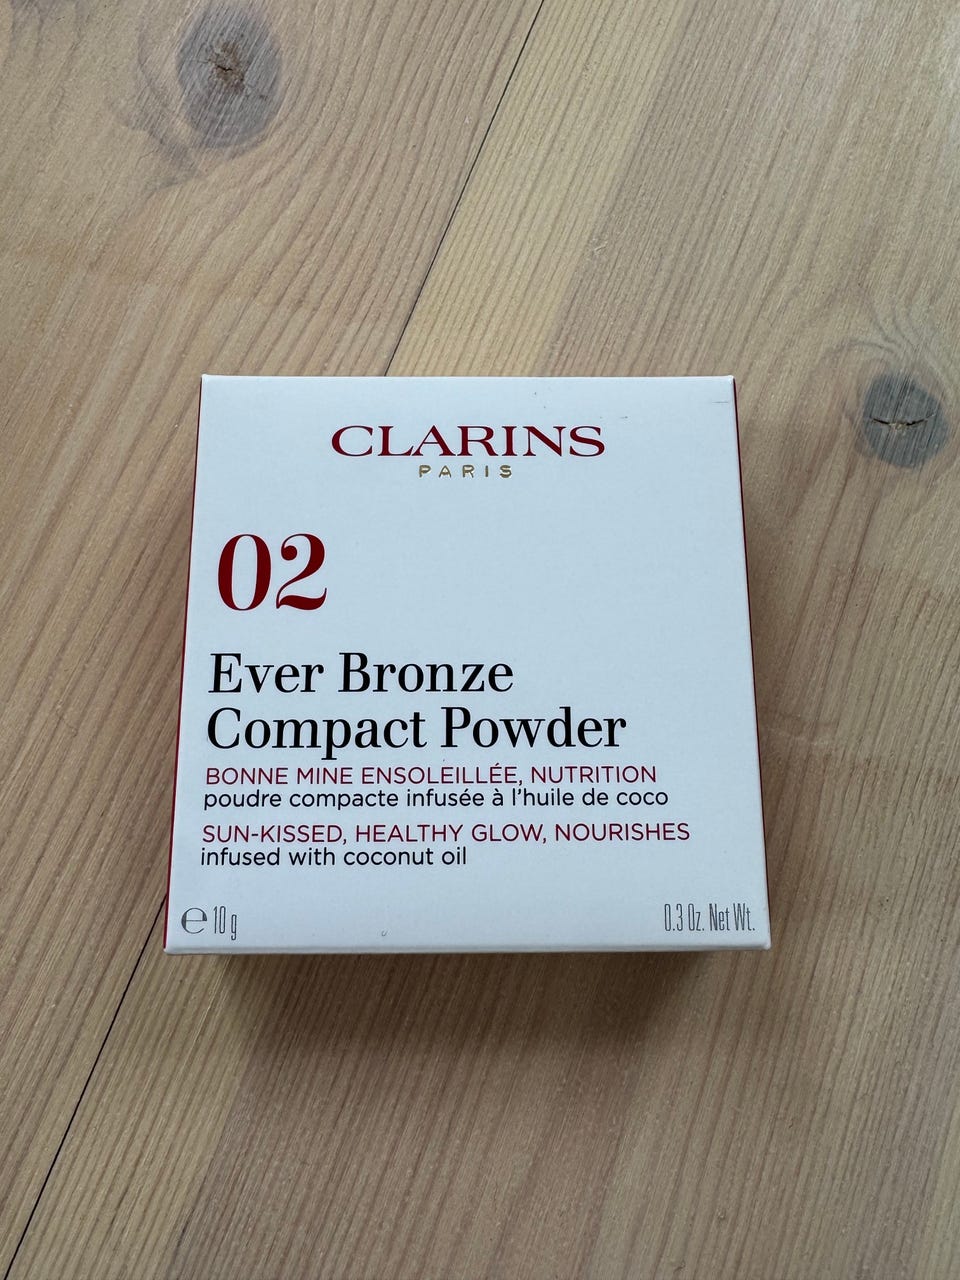 CLARINS
PARIS
02
Ever Bronze
Compact Powder
BONNE MINE ENSOLEILLÉE, NUTRITION
poudre compacte infusée à l'huile de coco
SUN-KISSED, HEALTHY GLOW, NOURISHES
infused with coconut oil
℮ 10 g
0.3 Oz. Net Wt.